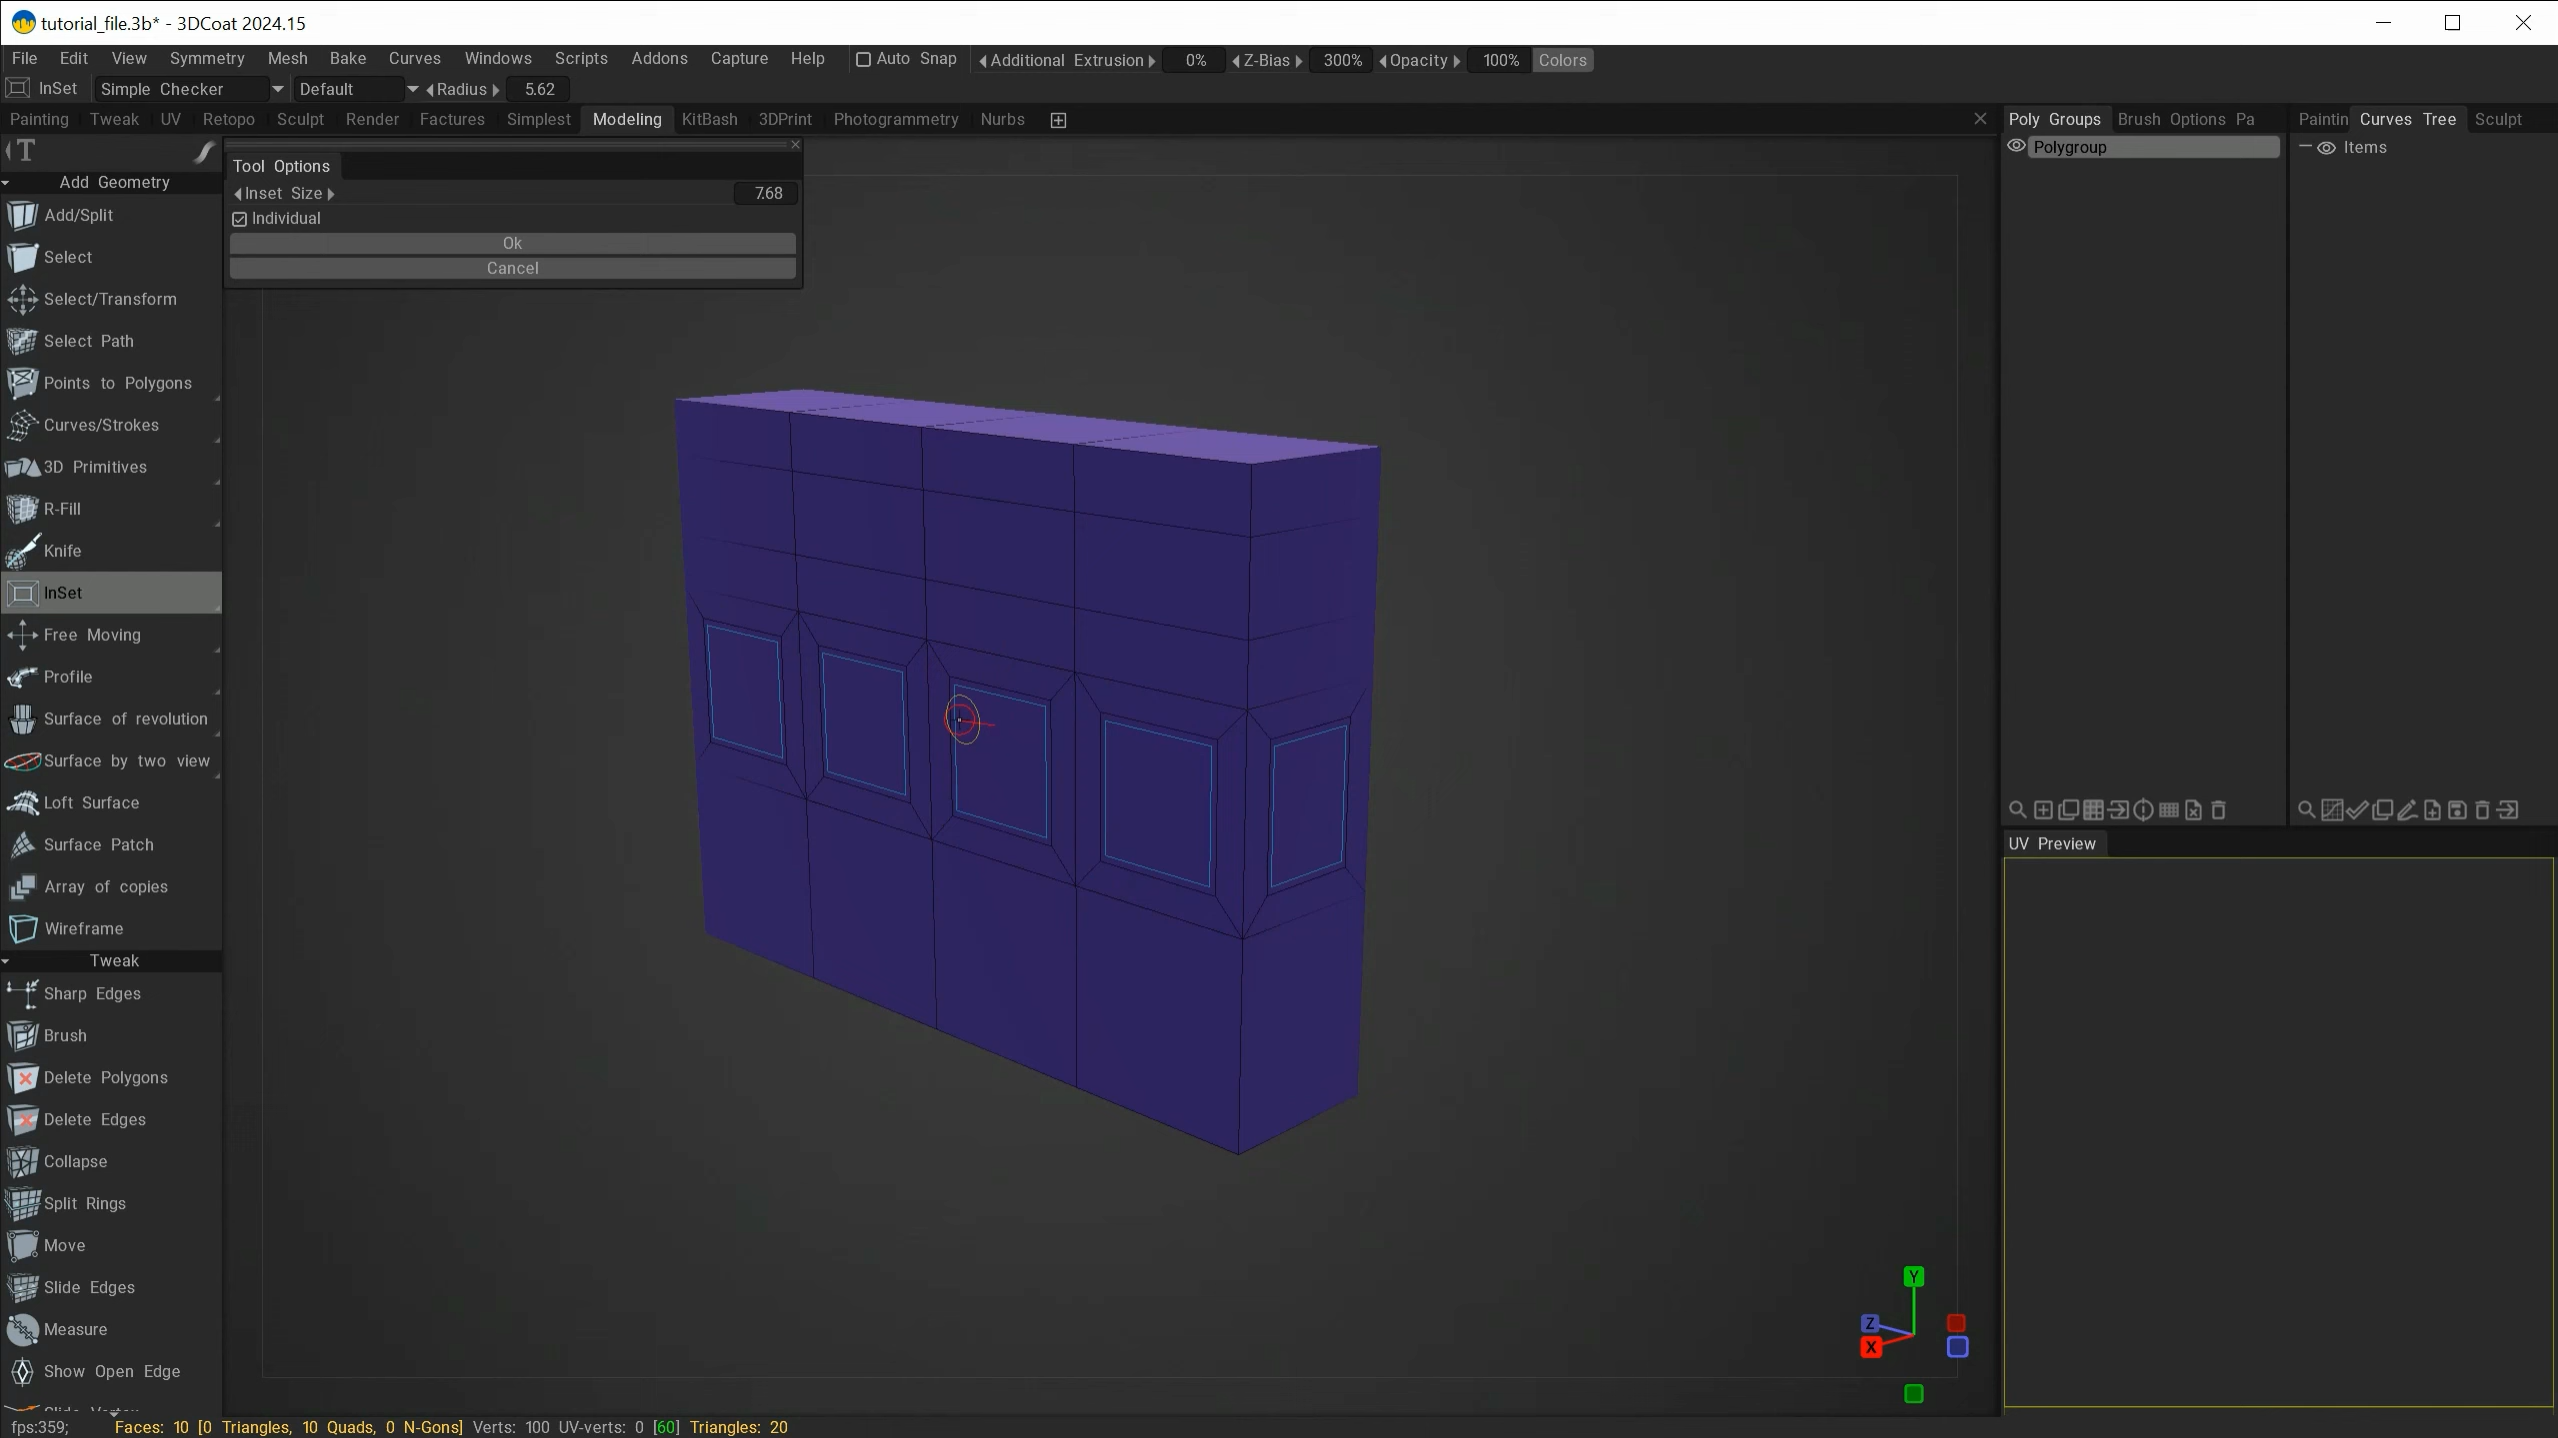 tutorial_file.3b* - 3DCoat 2024.15
File Edit View Symmetry Mesh Bake Curves Windows Scripts Addons Capture Help Auto Snap Additional Extrusion 0% Z-Bias 300% Opacity 100% Colors
InSet Simple Checker Default Radius 5.62
Painting Tweak UV Retopo Sculpt Render Factures Simplest Modeling KitBash 3DPrint Photogrammetry Nurbs
Poly Groups Brush Options Pa
Paintin Curves Tree Sculpt
T
Polygroup
Items
Tool Options
Inset Size 7.68
Individual
Ok
Cancel
Add Geometry
Add/Split
Select
Select/Transform
Select Path
Points to Polygons
Curves/Strokes
3D Primitives
R-Fill
Knife
InSet
Free Moving
Profile
Surface of revolution
Surface by two view
Loft Surface
Surface Patch
Array of copies
Wireframe
Tweak
Sharp Edges
Brush
Delete Polygons
Delete Edges
Collapse
Split Rings
Move
Slide Edges
Measure
Show Open Edge
UV Preview
Y
Z
X
fps:359; Faces: 10 [0 Triangles, 10 Quads, 0 N-Gons] Verts: 100 UV-verts: 0 [60] Triangles: 20